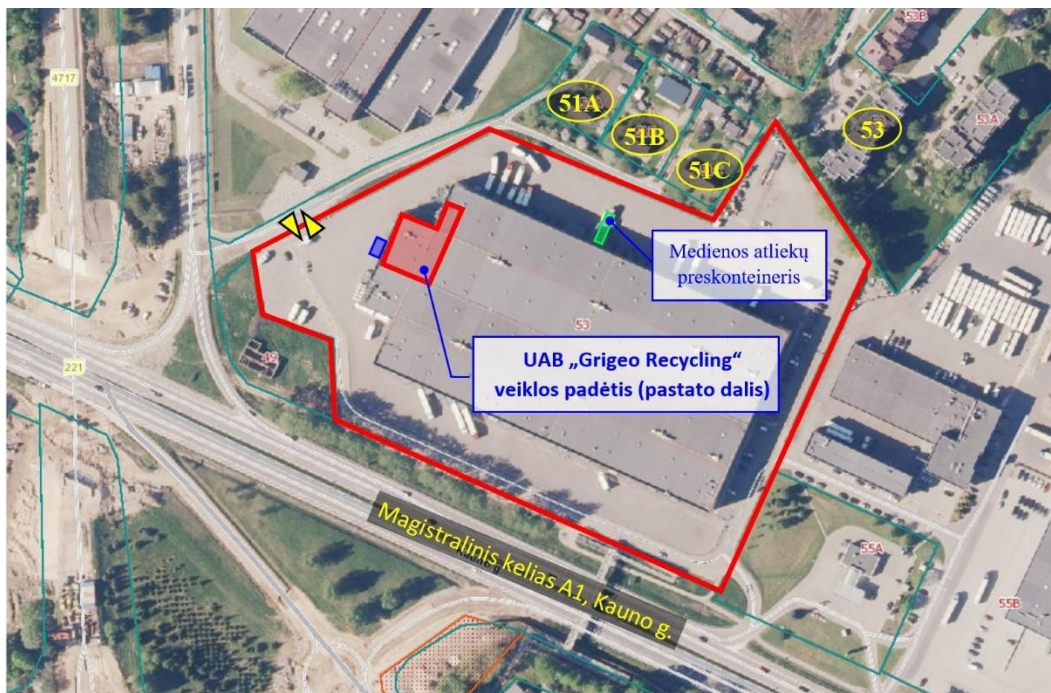 53B
4717
51A
53
53A
51B
51C
Medienos atliekų
preskonteineris
53
49
UAB „Grigeo Recycling“
veiklos padėtis (pastato dalis)
221
Magistralinis kelias A1, Kauno g.
55A
55B